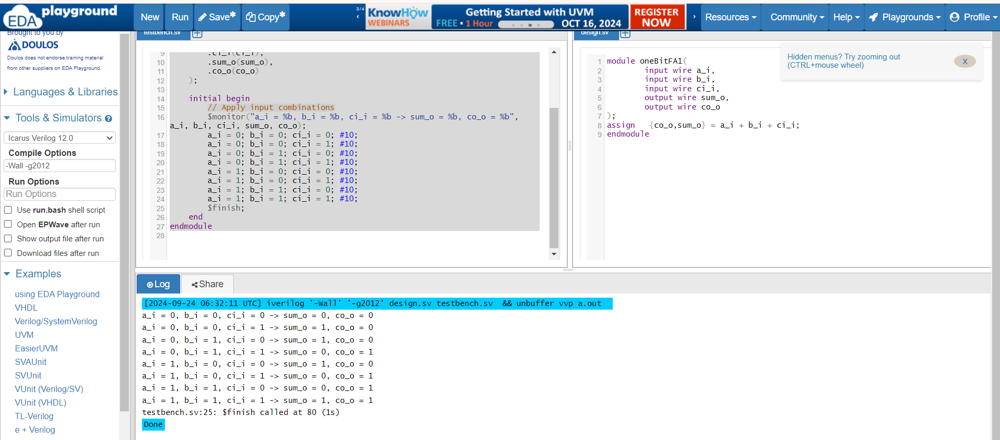 EDA playground
New
Run
Save*
Copy*
3/4
‹
KnowHow
WEBINARS
Getting Started with UVM
FREE • 1 Hour
OCT 16, 2024
REGISTER
NOW
›
Resources
Community
Help
Playgrounds
Profile
Brought to you by
DOULOS
Doulos does not endorse training material
from other suppliers on EDA Playground.
Languages & Libraries
Tools & Simulators
Icarus Verilog 12.0
Compile Options
-Wall -g2012
Run Options
Run Options
Use run.bash shell script
Open EPWave after run
Show output file after run
Download files after run
Examples
using EDA Playground
VHDL
Verilog/SystemVerilog
UVM
EasierUVM
SVAUnit
SVUnit
VUnit (Verilog/SV)
VUnit (VHDL)
TL-Verilog
e + Verilog
testbench.sv
9 .ci_i(ci_i),
10 .sum_o(sum_o),
11 .co_o(co_o)
12 );
13
14 initial begin
15 // Apply input combinations
16 $monitor("a_i = %b, b_i = %b, ci_i = %b -> sum_o = %b, co_o = %b",
a_i, b_i, ci_i, sum_o, co_o);
17 a_i = 0; b_i = 0; ci_i = 0; #10;
18 a_i = 0; b_i = 0; ci_i = 1; #10;
19 a_i = 0; b_i = 1; ci_i = 0; #10;
20 a_i = 0; b_i = 1; ci_i = 1; #10;
21 a_i = 1; b_i = 0; ci_i = 0; #10;
22 a_i = 1; b_i = 0; ci_i = 1; #10;
23 a_i = 1; b_i = 1; ci_i = 0; #10;
24 a_i = 1; b_i = 1; ci_i = 1; #10;
25 $finish;
26 end
27 endmodule
28
design.sv
1 module oneBitFA1(
2 input wire a_i,
3 input wire b_i,
4 input wire ci_i,
5 output wire sum_o,
6 output wire co_o
7 );
8 assign {co_o,sum_o} = a_i + b_i + ci_i;
9 endmodule
Hidden menus? Try zooming out
(CTRL+mouse wheel)
X
Log
Share
[2024-09-24 06:32:11 UTC] iverilog '-Wall' '-g2012' design.sv testbench.sv && unbuffer vvp a.out
a_i = 0, b_i = 0, ci_i = 0 -> sum_o = 0, co_o = 0
a_i = 0, b_i = 0, ci_i = 1 -> sum_o = 1, co_o = 0
a_i = 0, b_i = 1, ci_i = 0 -> sum_o = 1, co_o = 0
a_i = 0, b_i = 1, ci_i = 1 -> sum_o = 0, co_o = 1
a_i = 1, b_i = 0, ci_i = 0 -> sum_o = 1, co_o = 0
a_i = 1, b_i = 0, ci_i = 1 -> sum_o = 0, co_o = 1
a_i = 1, b_i = 1, ci_i = 0 -> sum_o = 0, co_o = 1
a_i = 1, b_i = 1, ci_i = 1 -> sum_o = 1, co_o = 1
testbench.sv:25: $finish called at 80 (1s)
Done